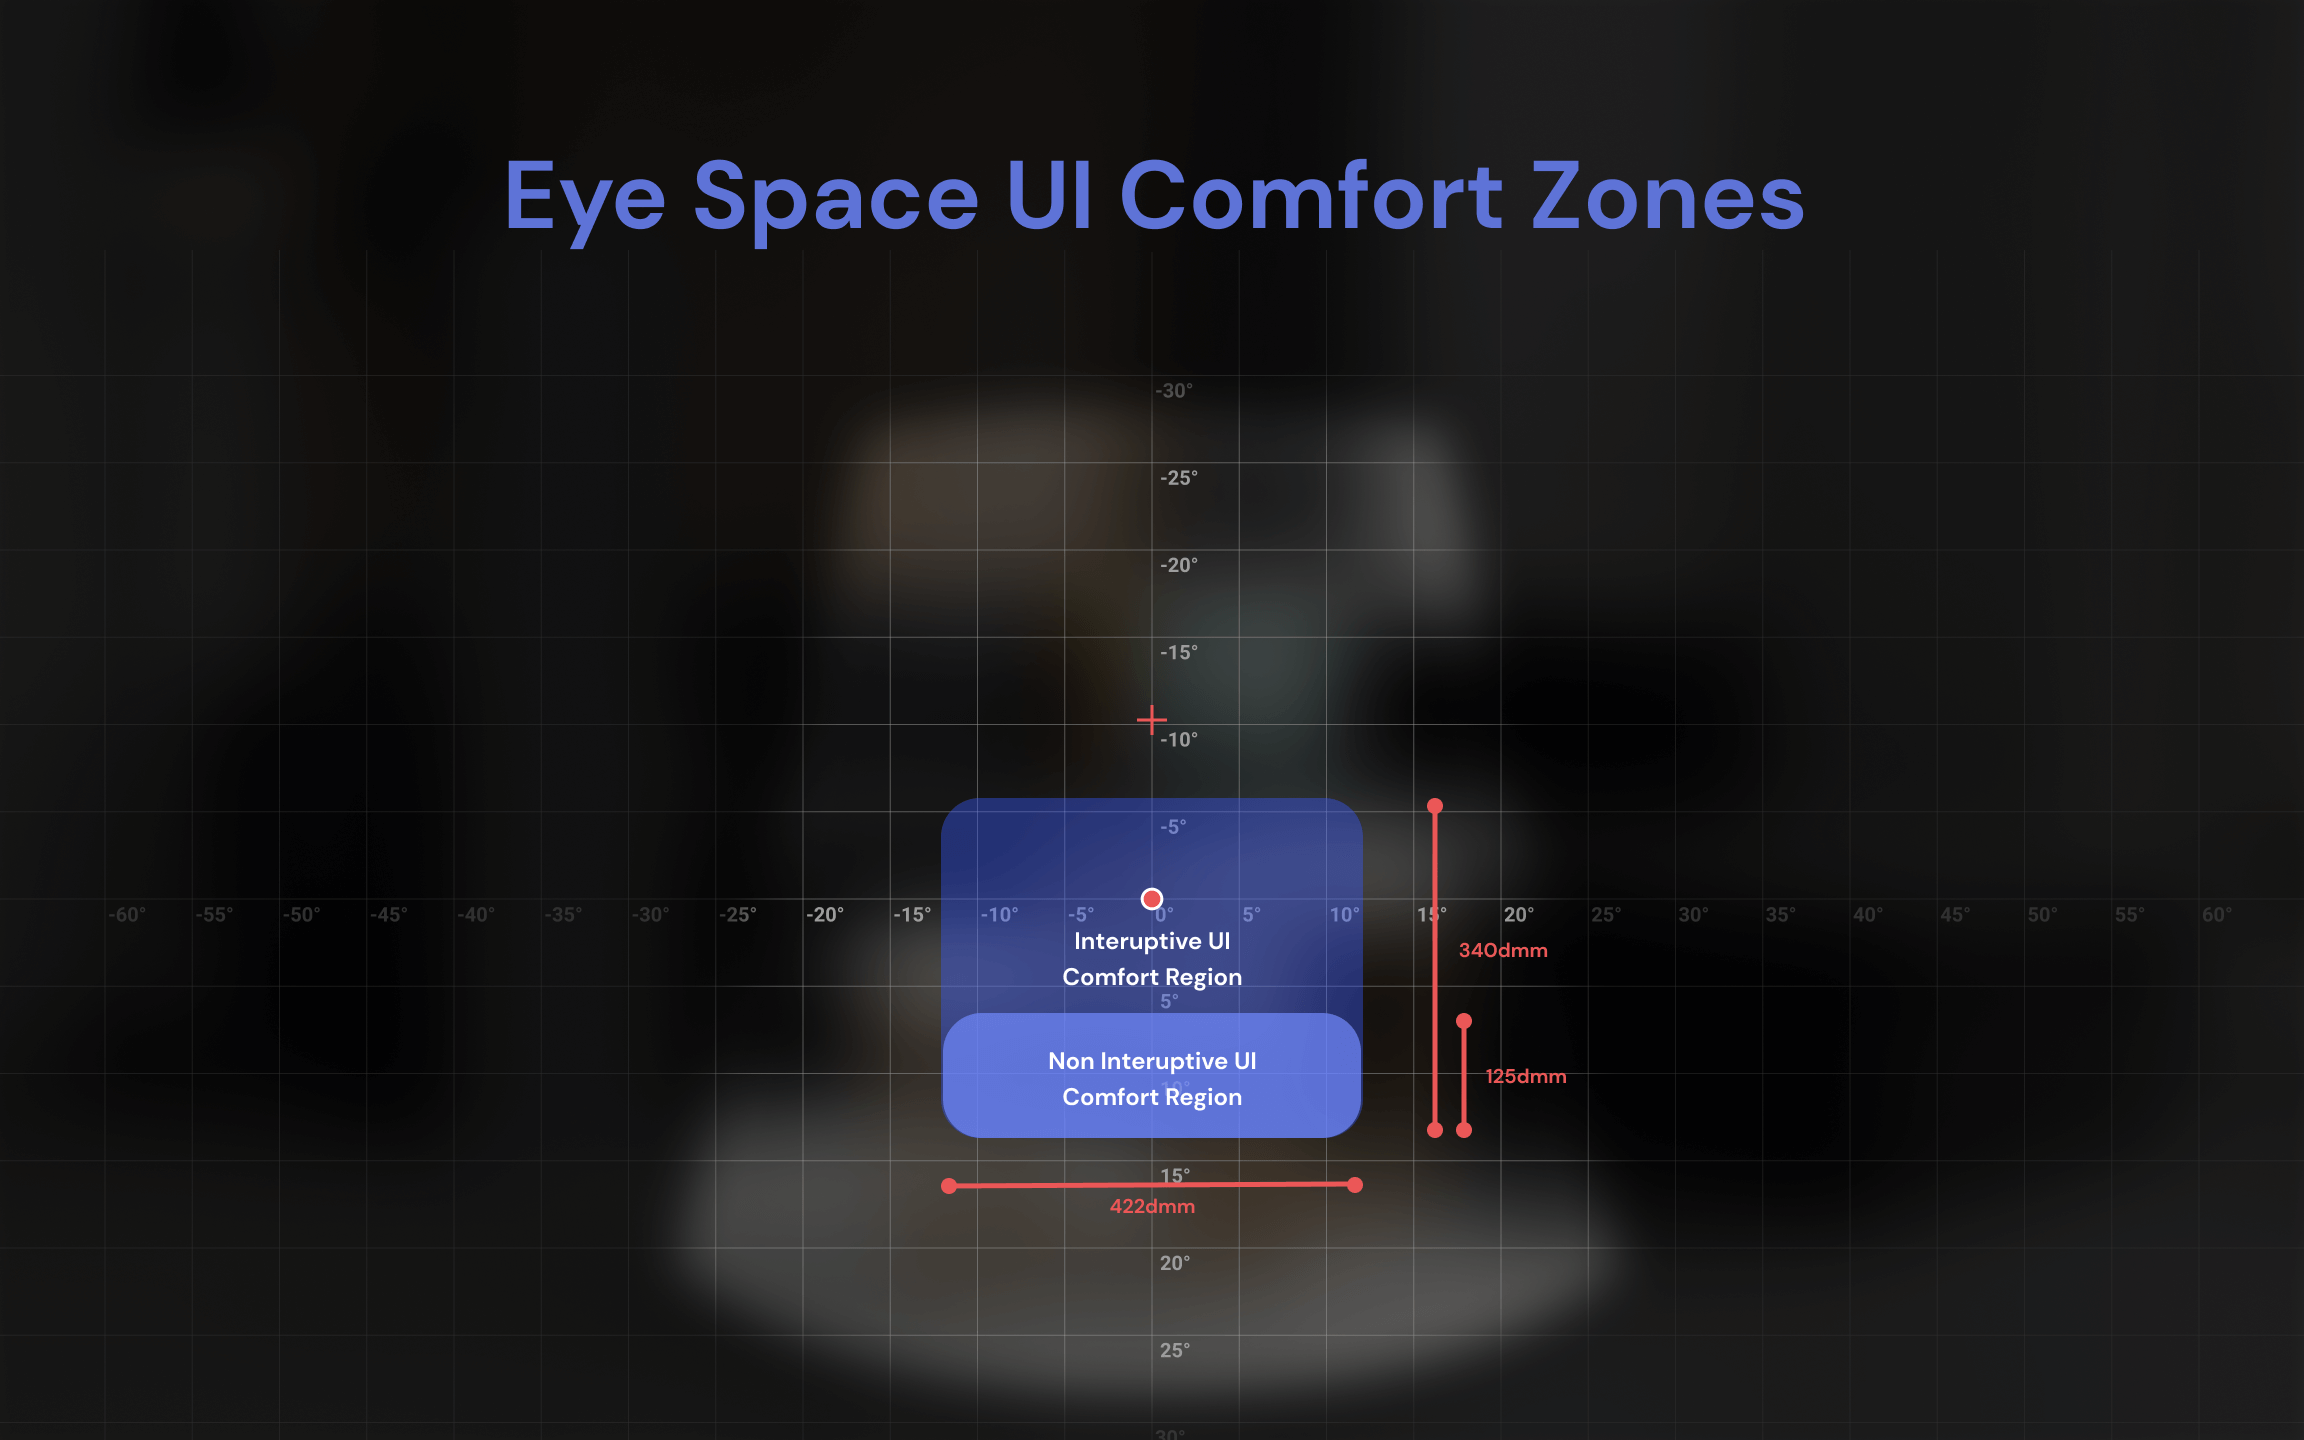 Eye Space UI Comfort Zones
-30°
-25°
-20°
-15°
-10°
-5°
-60° -55° -50° -45° -40° -35° -30° -25° -20° -15° -10° -5° 0° 5° 10° 15° 20° 25° 30° 35° 40° 45° 50° 55° 60°
Interuptive UI
Comfort Region
340dmm
5°
Non Interuptive UI
10°
Comfort Region
125dmm
15°
422dmm
20°
25°
30°